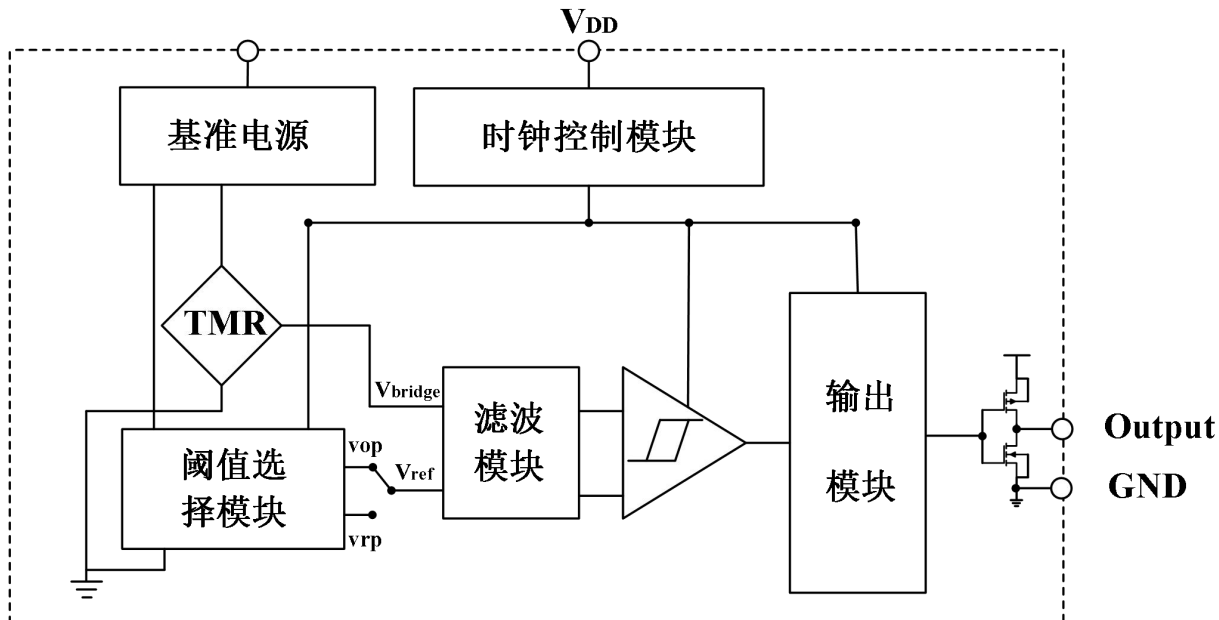 VDD
基准电源
时钟控制模块
TMR
Vbridge
滤波
模块
输出
模块
Output
GND
阈值选
择模块
vop
Vref
vrp